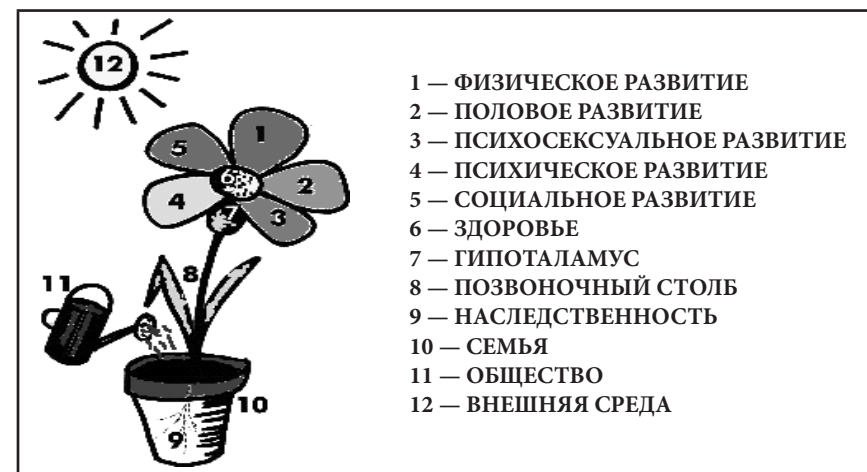 12
1
5
6
2
4
7
3
8
11
10
9
1 — ФИЗИЧЕСКОЕ РАЗВИТИЕ
2 — ПОЛОВОЕ РАЗВИТИЕ
3 — ПСИХОСЕКСУАЛЬНОЕ РАЗВИТИЕ
4 — ПСИХИЧЕСКОЕ РАЗВИТИЕ
5 — СОЦИАЛЬНОЕ РАЗВИТИЕ
6 — ЗДОРОВЬЕ
7 — ГИПОТАЛАМУС
8 — ПОЗВОНОЧНЫЙ СТОЛБ
9 — НАСЛЕДСТВЕННОСТЬ
10 — СЕМЬЯ
11 — ОБЩЕСТВО
12 — ВНЕШНЯЯ СРЕДА